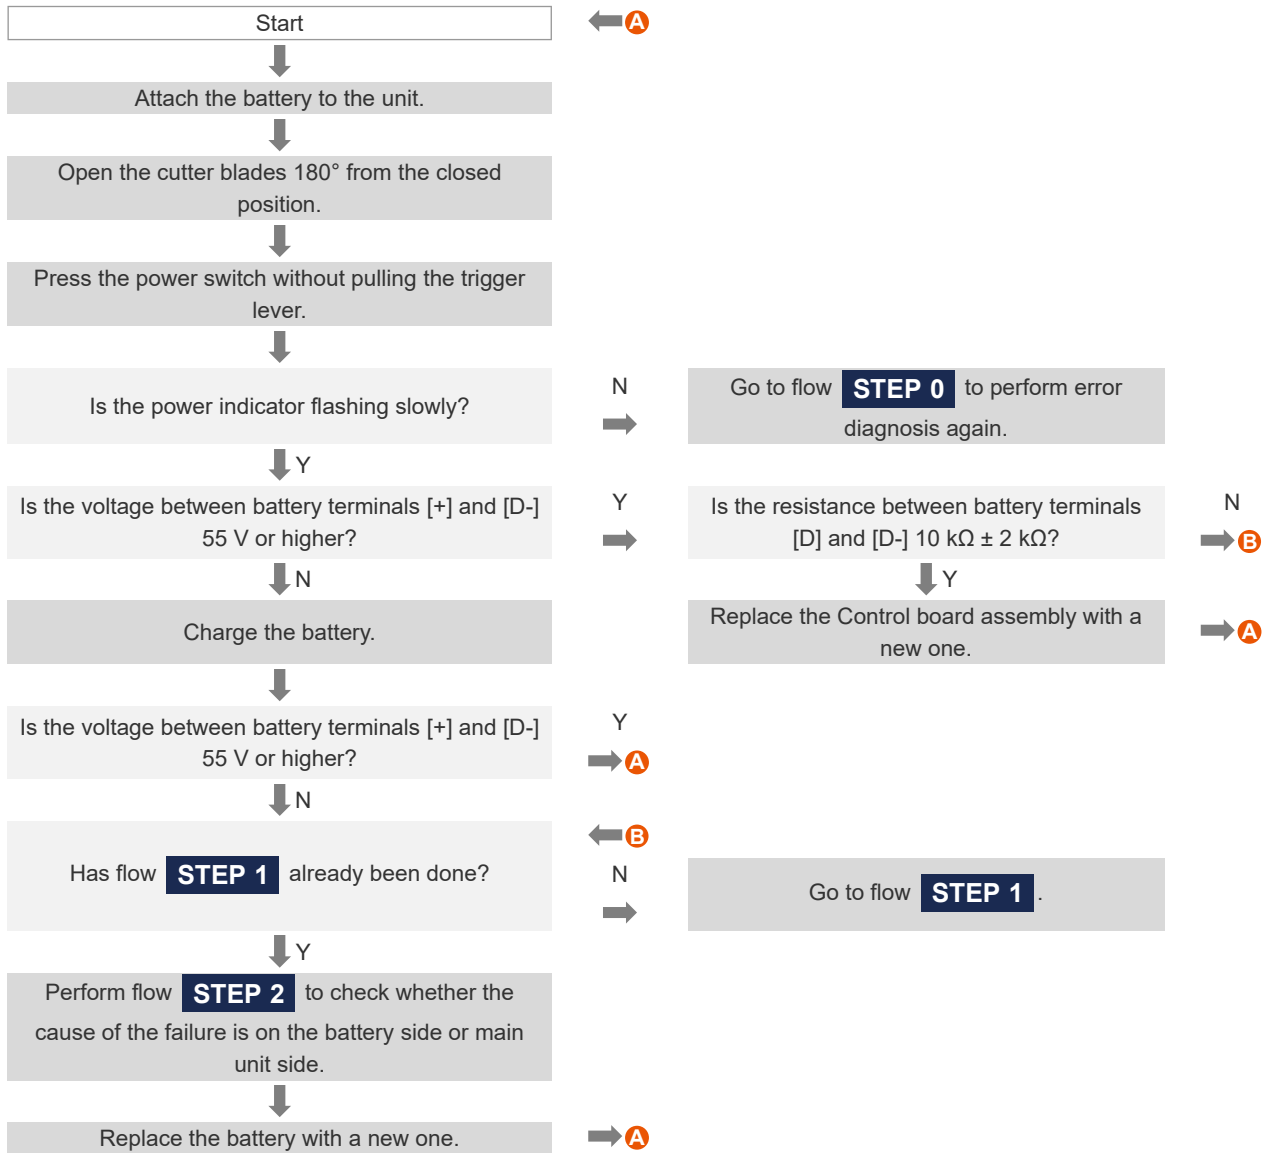 Start
A
Attach the battery to the unit.
Open the cutter blades 180° from the closed
position.
Press the power switch without pulling the trigger
lever.
Is the power indicator flashing slowly?
N
Go to flow STEP 0 to perform error
diagnosis again.
Y
Is the voltage between battery terminals [+] and [D-]
55 V or higher?
Y
Is the resistance between battery terminals
[D] and [D-] 10 kΩ ± 2 kΩ?
N
B
N
Y
Charge the battery.
Replace the Control board assembly with a
new one.
A
Is the voltage between battery terminals [+] and [D-]
55 V or higher?
Y
A
N
B
Has flow STEP 1 already been done?
N
Go to flow STEP 1 .
Y
Perform flow STEP 2 to check whether the
cause of the failure is on the battery side or main
unit side.
Replace the battery with a new one.
A